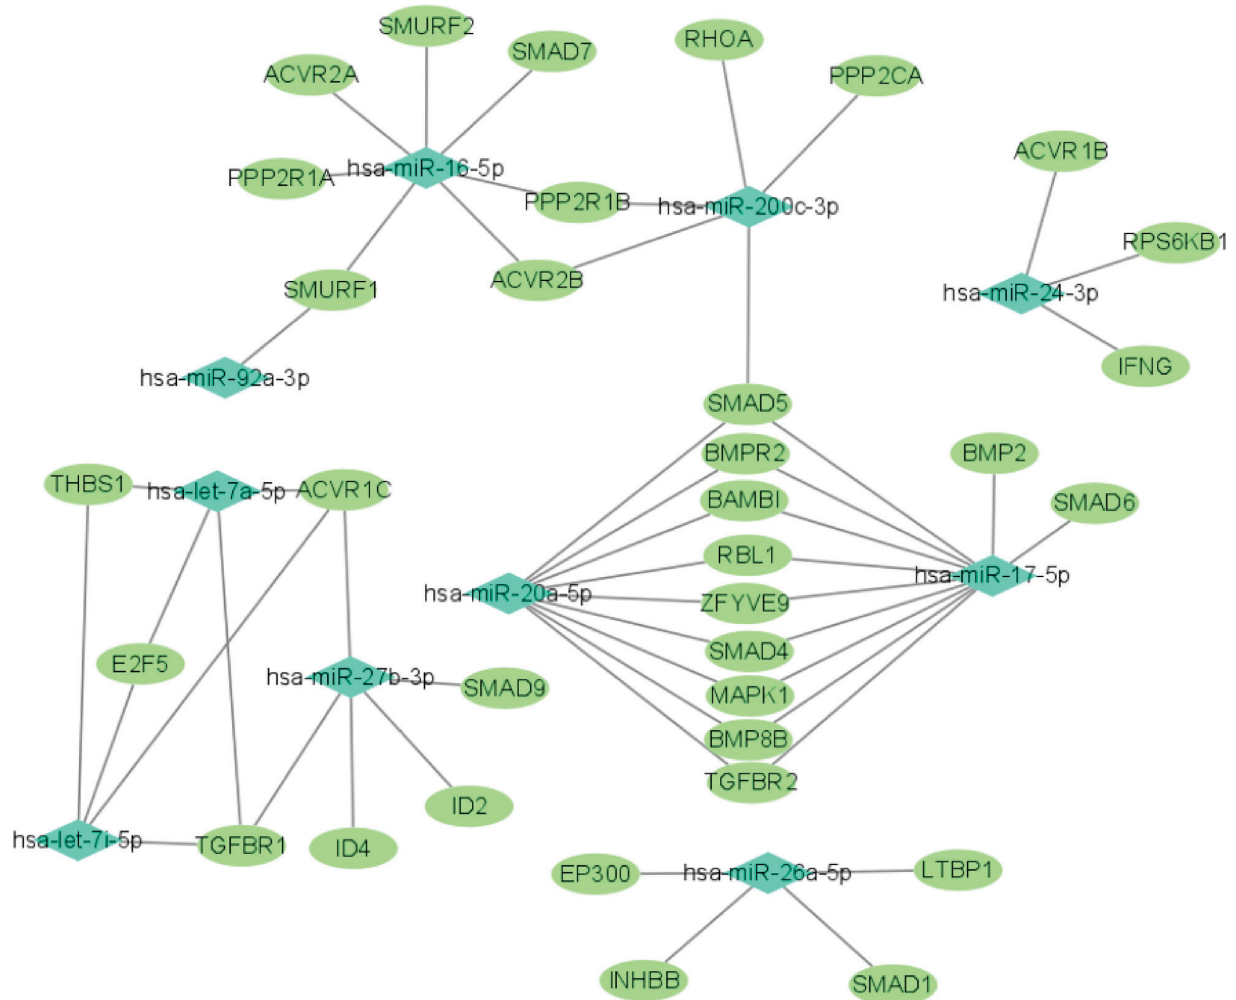 SMURF2
RHOA
SMAD7
ACVR2A
PPP2CA
ACVR1B
hsa-miR-16-5p
PPP2R1A
PPP2R1B
hsa-miR-200c-3p
RPS6KB1
SMURF1
ACVR2B
hsa-miR-24-3p
IFNG
hsa-miR-92a-3p
SMAD5
BMPR2
BMP2
THBS1
hsa-let-7a-5p
ACVR1C
BAMBI
SMAD6
RBL1
hsa-miR-17-5p
hsa-miR-20a-5p
ZFYVE9
E2F5
SMAD4
hsa-miR-27b-3p
SMAD9
MAPK1
BMP8B
TGFBR2
ID2
hsa-let-7i-5p
TGFBR1
ID4
EP300
hsa-miR-26a-5p
LTBP1
INHBB
SMAD1